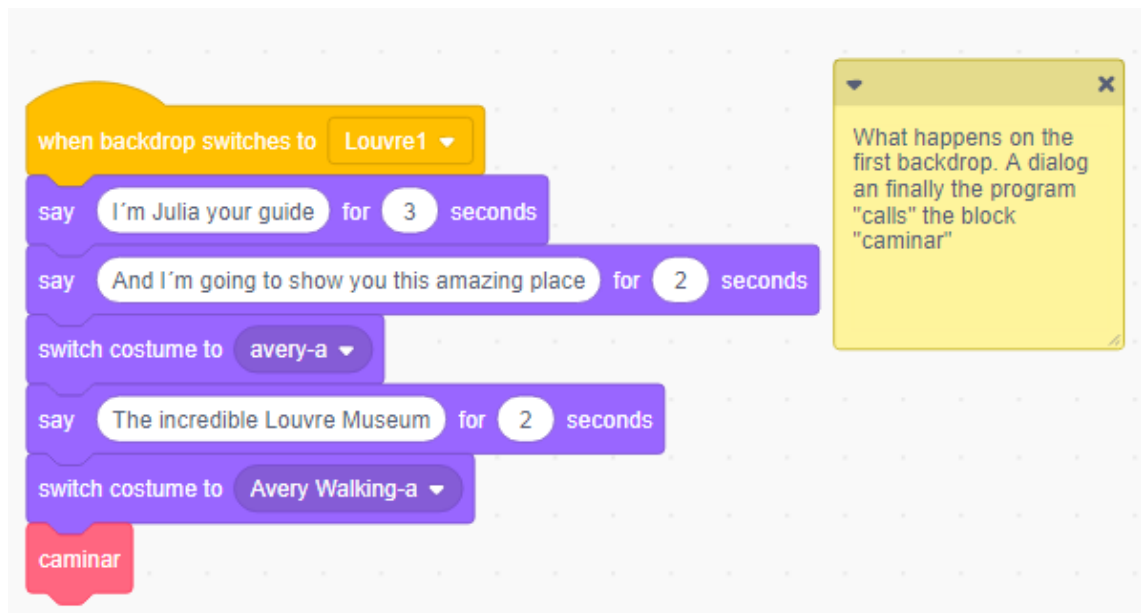 when backdrop switches to Louvre1
say I´m Julia your guide for 3 seconds
say And I´m going to show you this amazing place for 2 seconds
switch costume to avery-a
say The incredible Louvre Museum for 2 seconds
switch costume to Avery Walking-a
caminar
What happens on the
first backdrop. A dialog
an finally the program
"calls" the block
"caminar"